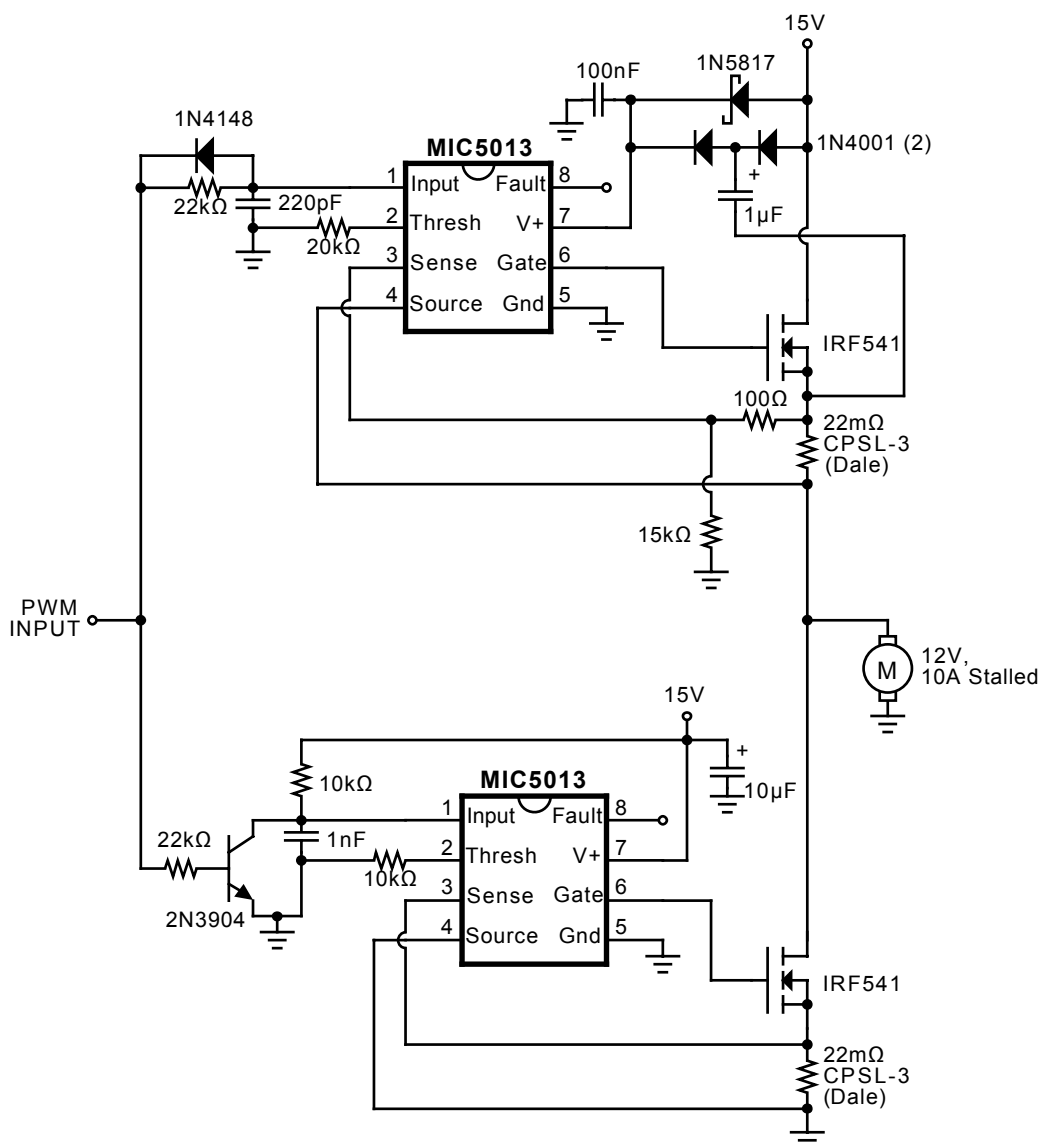 15V
100nF
1N5817
1N4148
MIC5013
1N4001 (2)
1 Input Fault 8
22kΩ
220pF
+
1µF
2 Thresh V+ 7
20kΩ
3 Sense Gate 6
4 Source Gnd 5
IRF541
100Ω
22mΩ
CPSL-3
(Dale)
15kΩ
PWM
INPUT
M
12V,
10A Stalled
15V
+
10kΩ
MIC5013
10µF
1 Input Fault 8
1nF
22kΩ
2 Thresh V+ 7
10kΩ
3 Sense Gate 6
2N3904
4 Source Gnd 5
IRF541
22mΩ
CPSL-3
(Dale)